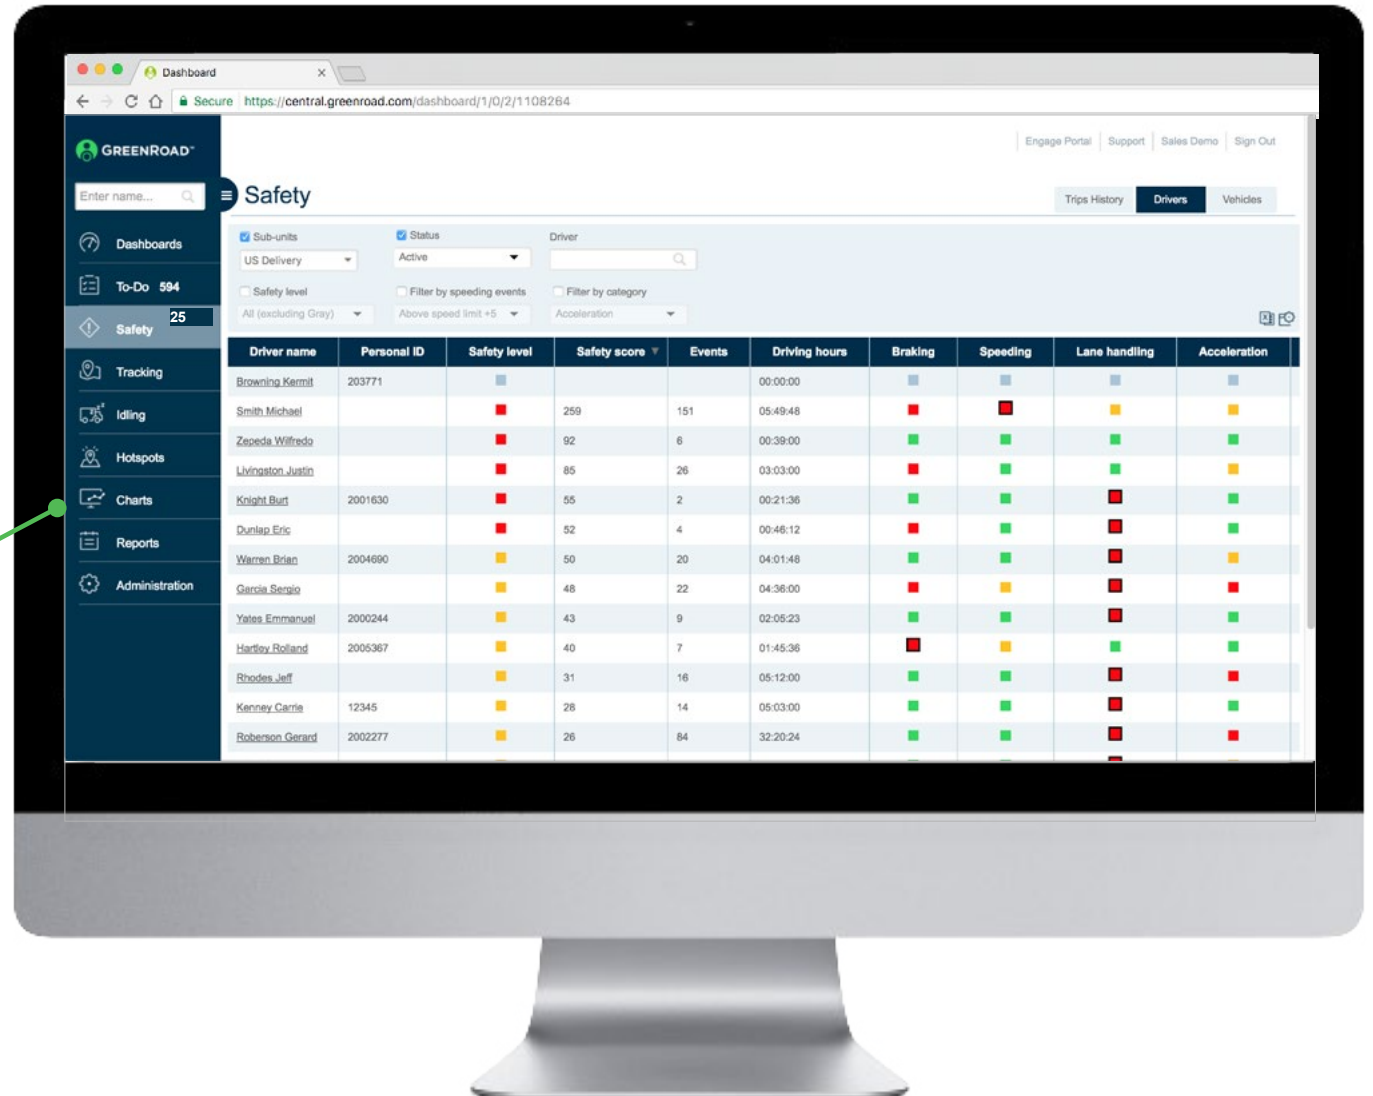 Dashboard
Secure https://central.greenroad.com/dashboard/1/0/2/1108264
GREENROAD
Engage Portal Support Sales Demo Sign Out
Enter name...
Safety
Trips History Drivers Vehicles
Dashboards
To-Do 594
25
Safety
Tracking
Idling
Hotspots
Charts
Reports
Administration
Sub-units Status Driver
US Delivery Active
Safety level Filter by speeding events Filter by category
All (excluding Gray) Above speed limit +5 Acceleration
Driver name Personal ID Safety level Safety score Events Driving hours Braking Speeding Lane handling Acceleration
Browning Kermit 203771 00:00:00
Smith Michael 259 151 05:49:48
Zepeda Wilfredo 92 6 00:39:00
Livingston Justin 85 26 03:03:00
Knight Burt 2001630 55 2 00:21:36
Dunlap Eric 52 4 00:46:12
Warren Brian 2004690 50 20 04:01:48
Garcia Sergio 48 22 04:36:00
Yates Emmanuel 2000244 43 9 02:05:23
Hartley Rolland 2005367 40 7 01:45:36
Rhodes Jeff 31 16 05:12:00
Kenney Carrie 12345 28 14 05:03:00
Roberson Gerard 2002277 26 84 32:20:24